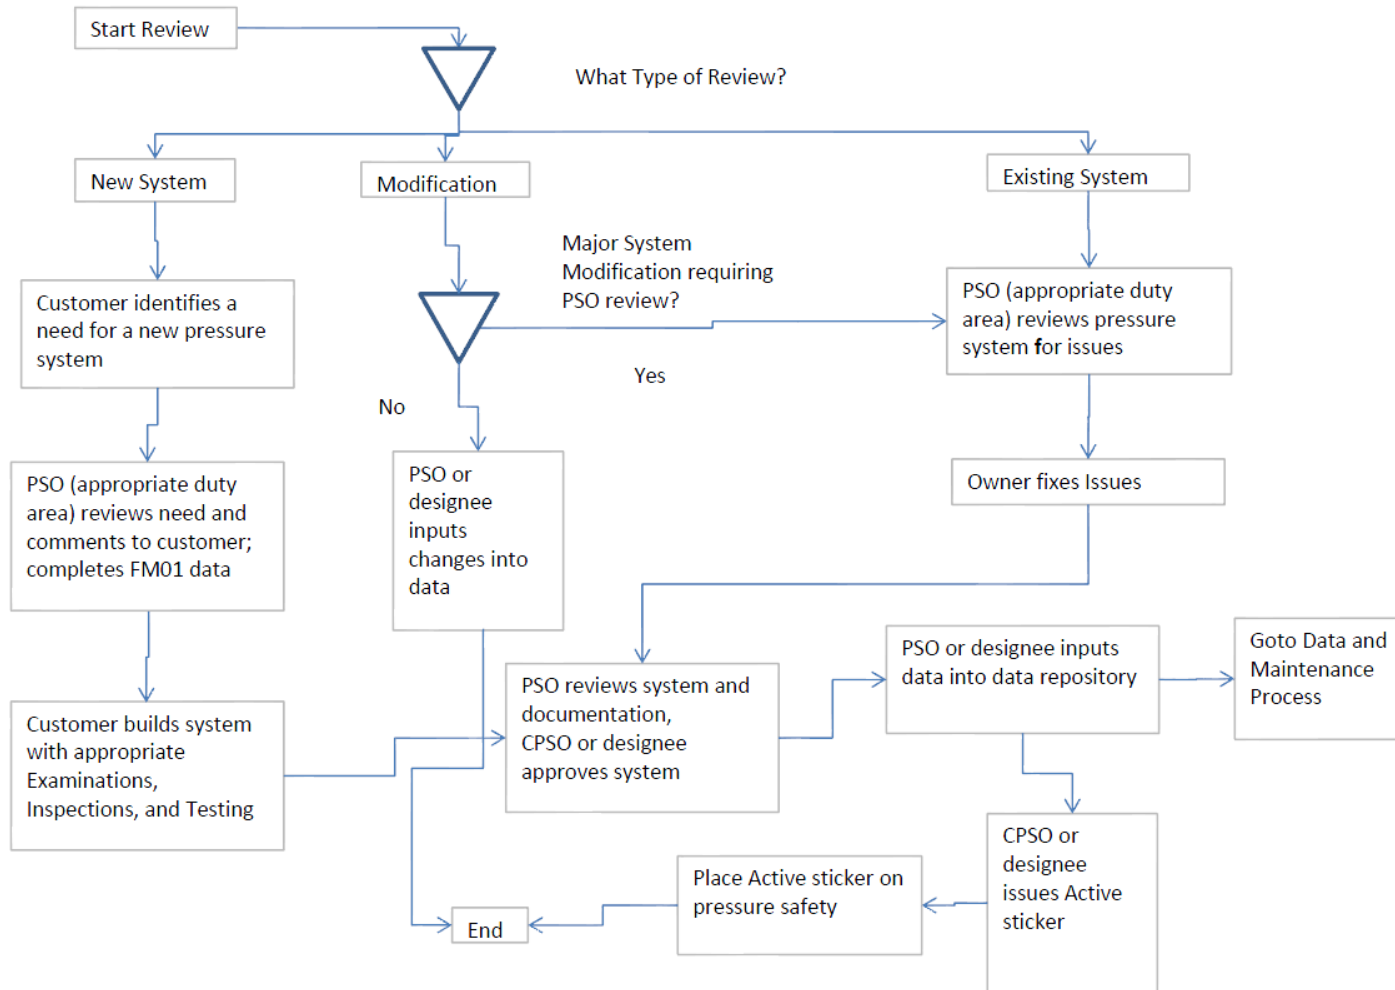 Start Review
What Type of Review?
New System
Modification
Existing System
Major System
Modification requiring
PSO review?
Customer identifies a
need for a new pressure
system
PSO (appropriate duty
area) reviews pressure
system for issues
Yes
No
PSO (appropriate duty
area) reviews need and
comments to customer;
completes FM01 data
PSO or
designee
inputs
changes into
data
Owner fixes Issues
Customer builds system
with appropriate
Examinations,
Inspections, and Testing
PSO reviews system and
documentation,
CPSO or designee
approves system
PSO or designee inputs
data into data repository
Goto Data and
Maintenance
Process
CPSO or
designee
issues Active
sticker
Place Active sticker on
pressure safety
End